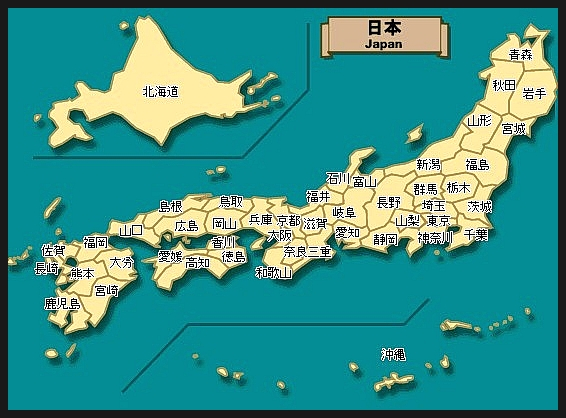 日本
Japan
北海道
青森
秋田
岩手
山形
宮城
新潟
福島
石川
富山
群馬
栃木
福井
長野
埼玉
茨城
岐阜
山梨
東京
千葉
愛知
静岡
神奈川
島根
鳥取
兵庫
京都
滋賀
山口
広島
岡山
大阪
奈良
三重
香川
和歌山
愛媛
高知
徳島
佐賀
福岡
長崎
熊本
大分
鹿児島
宮崎
沖縄